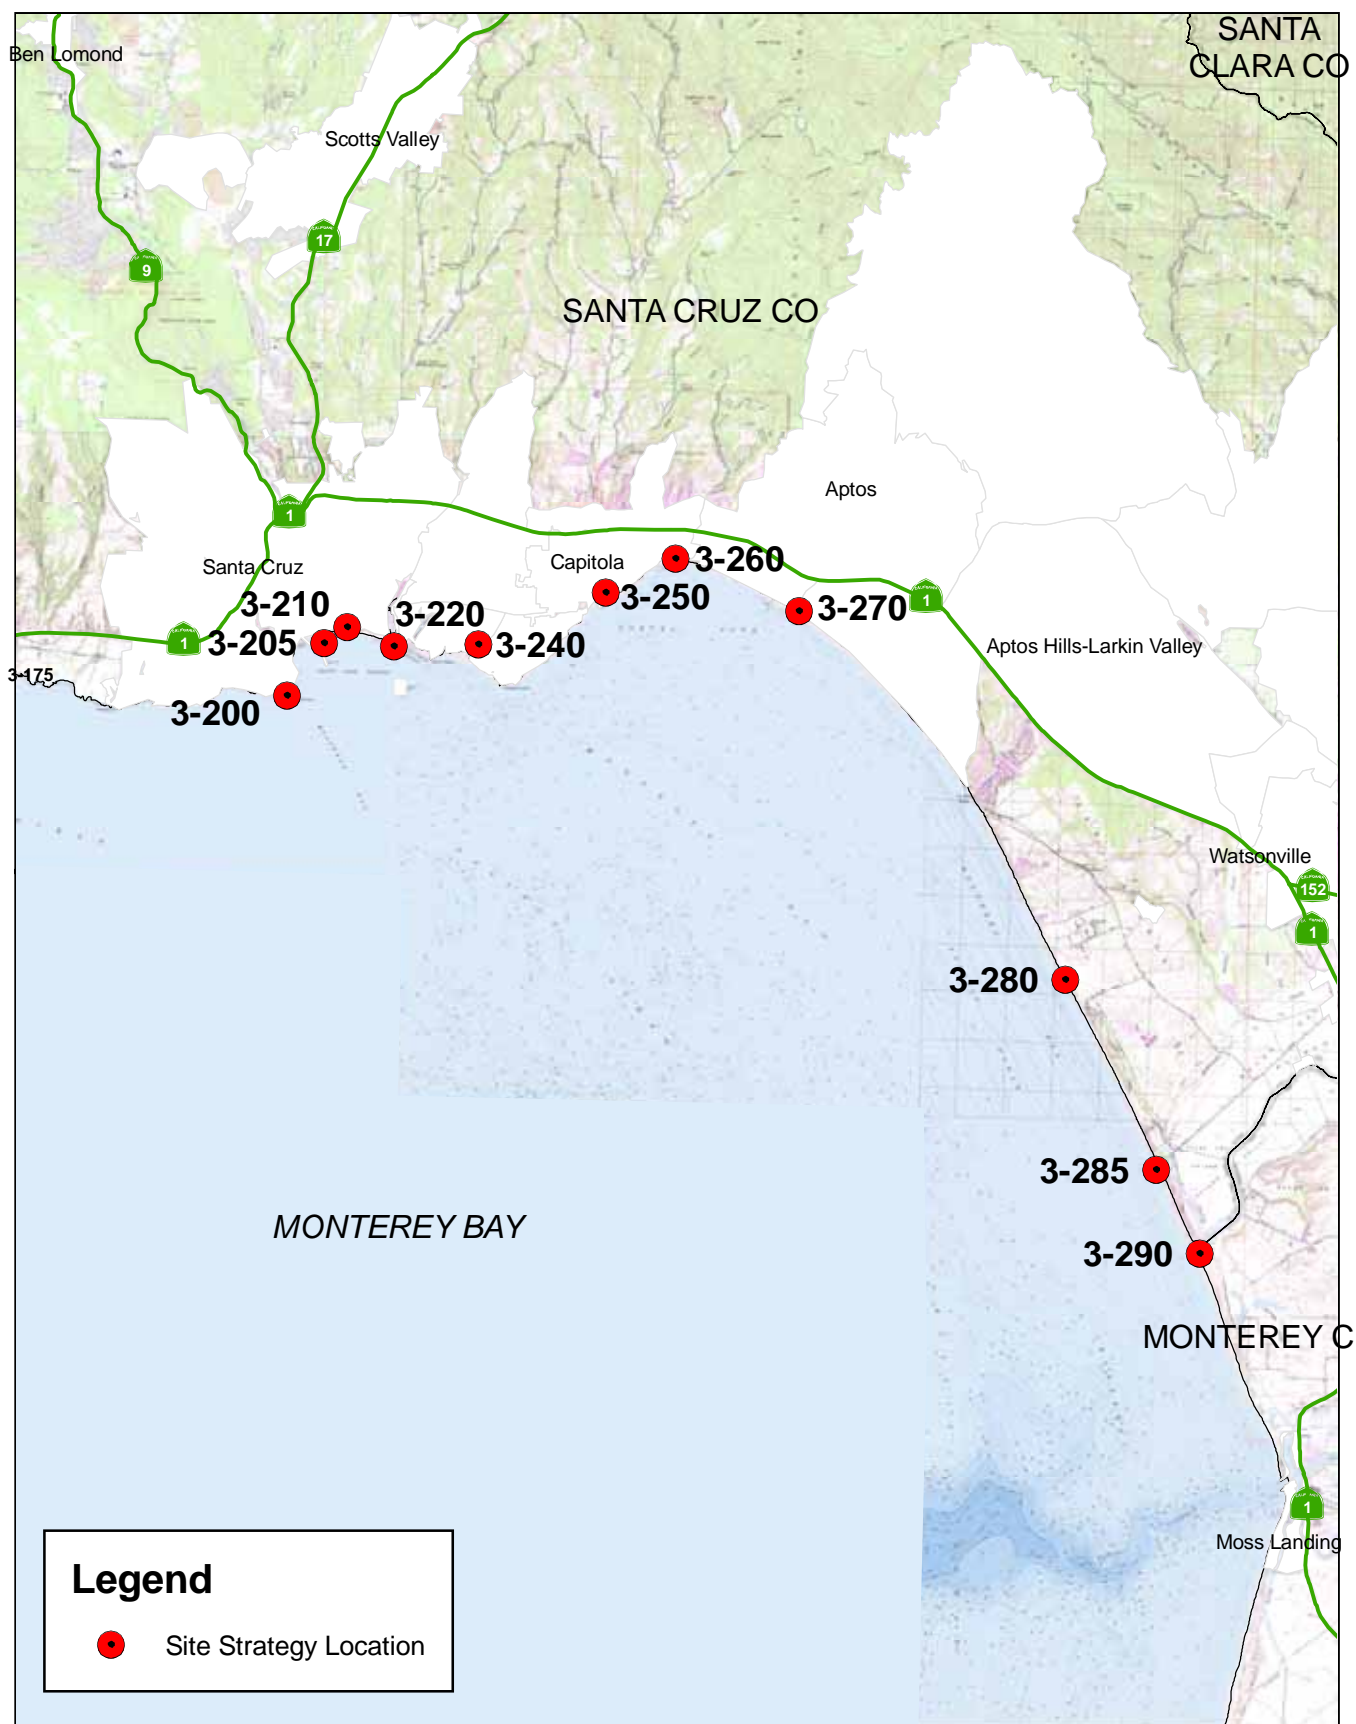 SANTA
CLARA CO
Ben Lomond
Scotts Valley
17
9
SANTA CRUZ CO
Aptos
1
Santa Cruz
Capitola
3-260
3-250
3-210
3-220
3-270
1
3-205
1
3-240
Aptos Hills-Larkin Valley
3-175
3-200
Watsonville
152
1
3-280
3-285
MONTEREY BAY
3-290
MONTEREY C
1
Moss Landing
Legend
Site Strategy Location